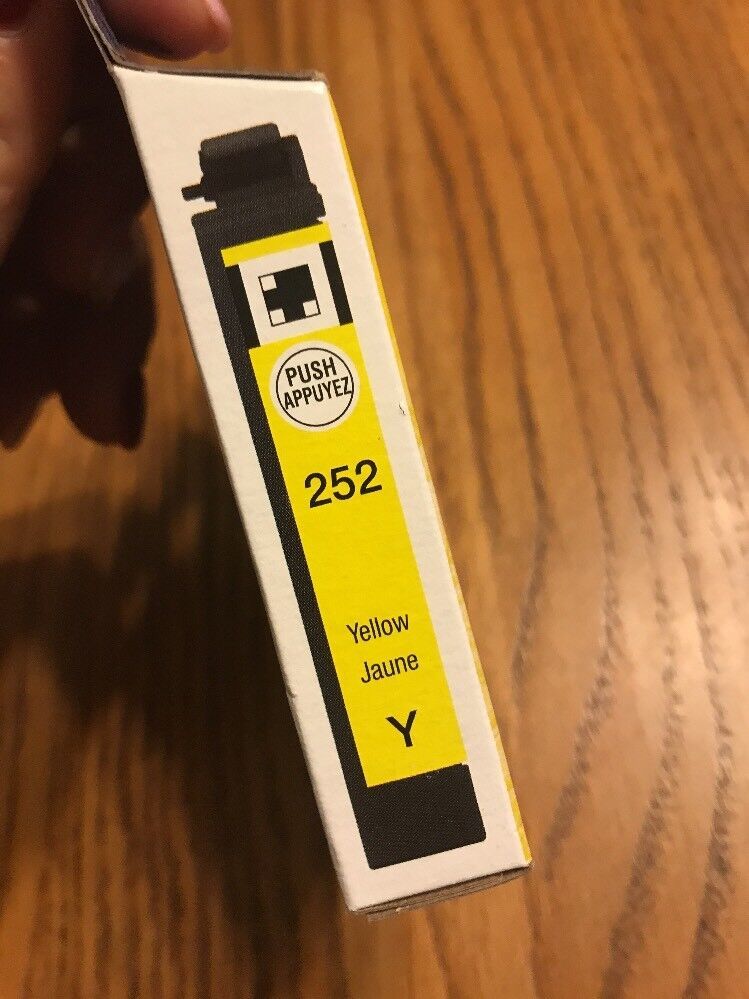 PUSH
APPUYEZ
252
Yellow
Jaune
Y